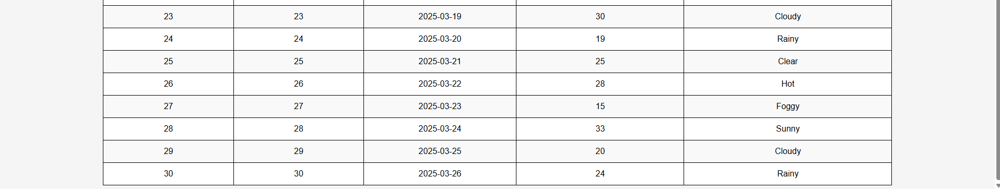 23 23 2025-03-19 30 Cloudy
24 24 2025-03-20 19 Rainy
25 25 2025-03-21 25 Clear
26 26 2025-03-22 28 Hot
27 27 2025-03-23 15 Foggy
28 28 2025-03-24 33 Sunny
29 29 2025-03-25 20 Cloudy
30 30 2025-03-26 24 Rainy